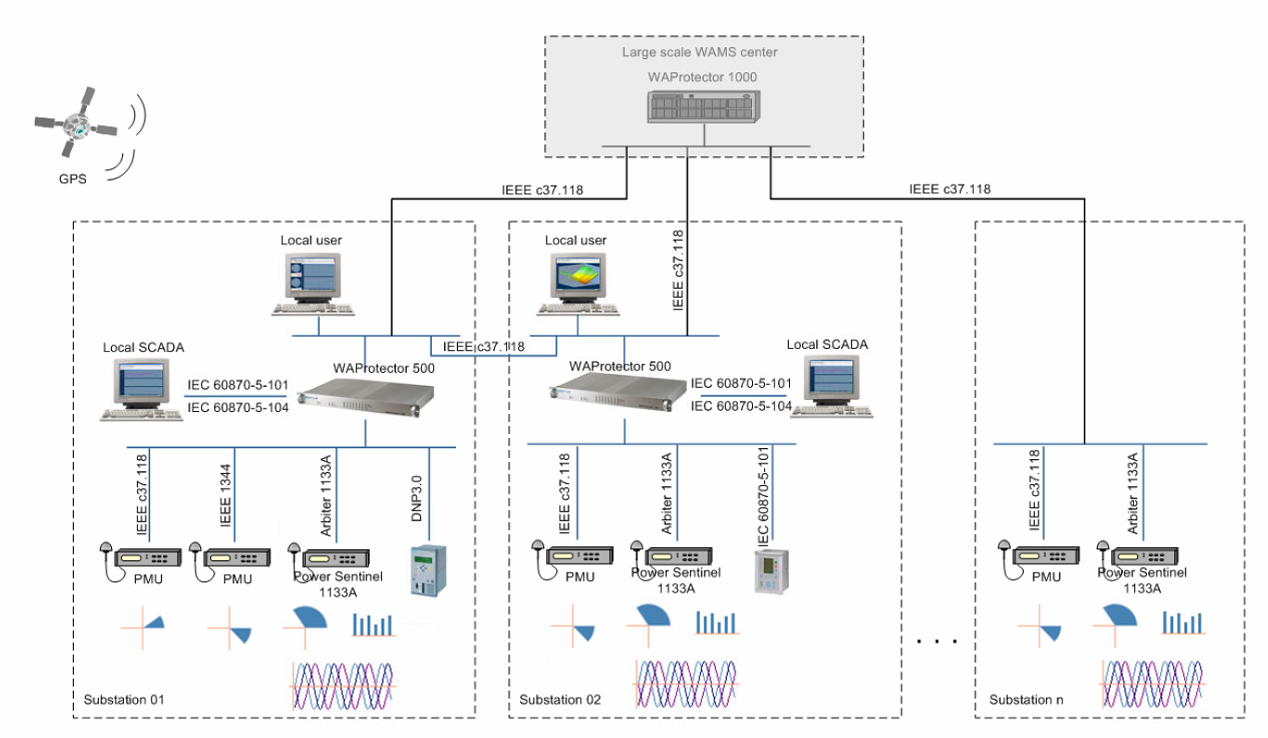 Large scale WAMS center
WAProtector 1000
GPS
IEEE c37.118
IEEE c37.118
IEEE c37.118
Local user
Local SCADA
WAProtector 500
IEC 60870-5-101
IEC 60870-5-104
IEEE c37.118
IEEE c37.118
IEEE 1344
Arbiter 1133A
DNP3.0
PMU
PMU
Power Sentinel
1133A
Substation 01
Local user
WAProtector 500
Local SCADA
IEC 60870-5-101
IEC 60870-5-104
IEEE c37.118
Arbiter 1133A
IEC 60870-5-101
PMU
Power Sentinel
1133A
Substation 02
. . .
IEEE c37.118
Arbiter 1133A
PMU
Power Sentinel
1133A
Substation n